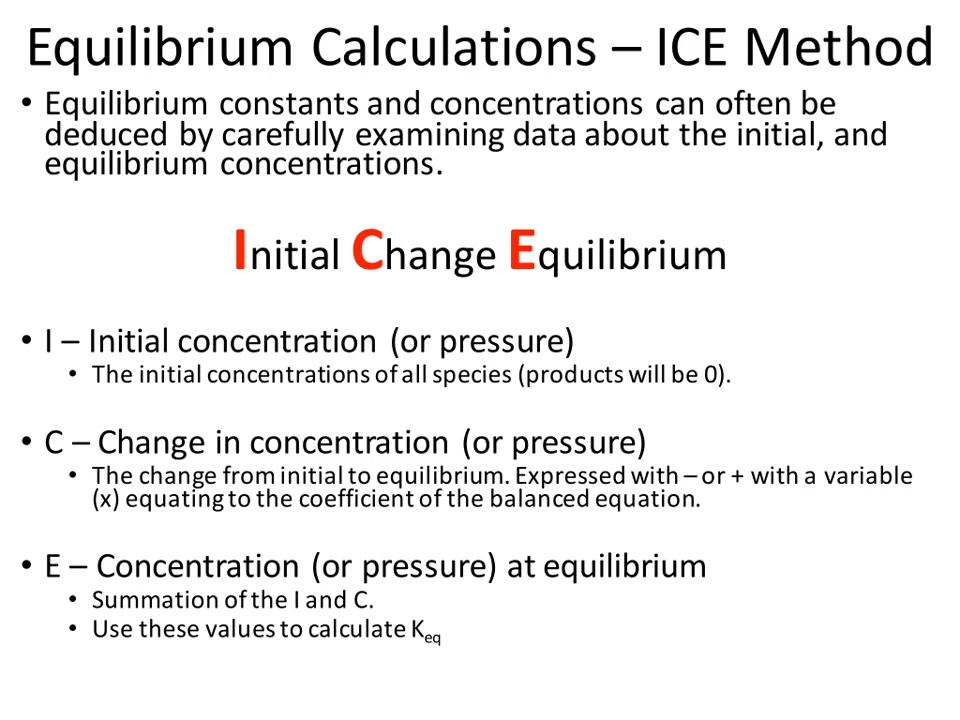 Equilibrium Calculations – ICE Method
• Equilibrium constants and concentrations can often be
deduced by carefully examining data about the initial, and
equilibrium concentrations.
Initial Change Equilibrium
• I – Initial concentration (or pressure)
• The initial concentrations of all species (products will be 0).
• C – Change in concentration (or pressure)
• The change from initial to equilibrium. Expressed with – or + with a variable
(x) equating to the coefficient of the balanced equation.
• E – Concentration (or pressure) at equilibrium
• Summation of the I and C.
• Use these values to calculate Keq